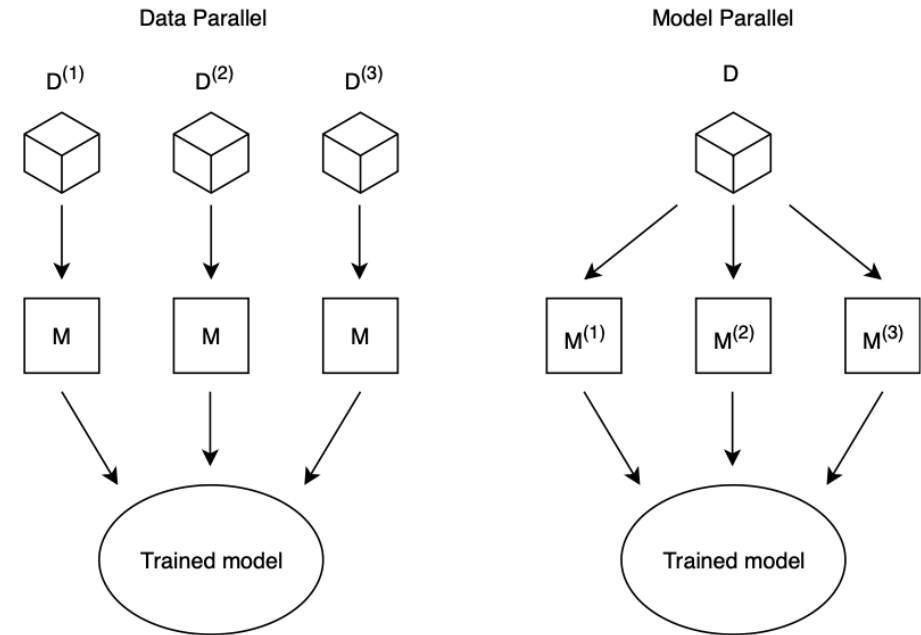 Data Parallel
D⁽¹⁾ D⁽²⁾ D⁽³⁾
M M M
Trained model
Model Parallel
D
M⁽¹⁾ M⁽²⁾ M⁽³⁾
Trained model